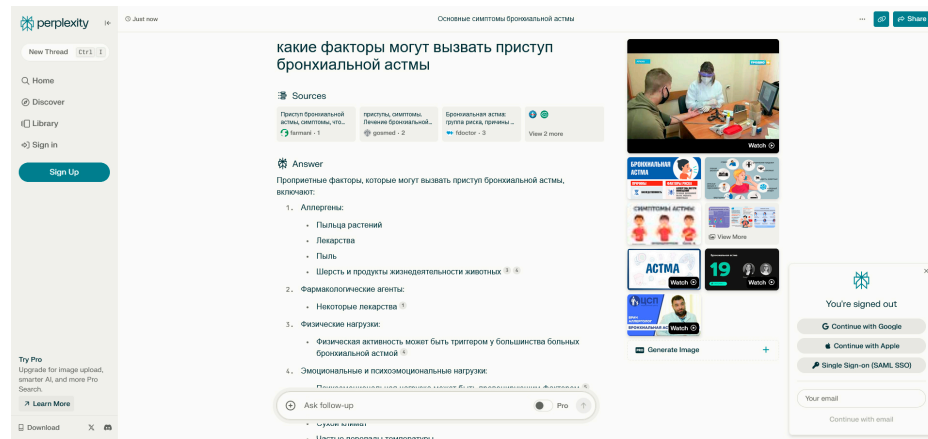 perplexity
New Thread Ctrl I
Home
Discover
Library
Sign in
Sign Up
Try Pro
Upgrade for image upload,
smarter AI, and more Pro
Search.
Learn More
Download
Just now
Основные симптомы бронхиальной астмы
Share
какие факторы могут вызвать приступ
бронхиальной астмы
Sources
Приступ бронхиальной
астмы, симптомы, что...
farmani · 1
приступы, симптомы.
Лечение бронхиальной...
gosmed · 2
Бронхиальная астма:
группа риска, причины ...
fdoctor · 3
View 2 more
Answer
Проприетные факторы, которые могут вызвать приступ бронхиальной астмы,
включают:
1. Аллергены:
• Пыльца растений
• Лекарства
• Пыль
• Шерсть и продукты жизнедеятельности животных
2. Фармакологические агенты:
• Некоторые лекарства
3. Физические нагрузки:
• Физическая активность может быть триггером у большинства больных
бронхиальной астмой
4. Эмоциональные и психоэмоциональные нагрузки:
Ask follow-up
Pro
Сухой климат
Частые перепады температуры
Watch
БРОНХИАЛЬНАЯ
АСТМА
СИМПТОМЫ АСТМЫ
View More
АСТМА
Watch
19
Watch
ЦСП
Watch
Generate Image
You're signed out
Continue with Google
Continue with Apple
Single Sign-on (SAML SSO)
Your email
Continue with email